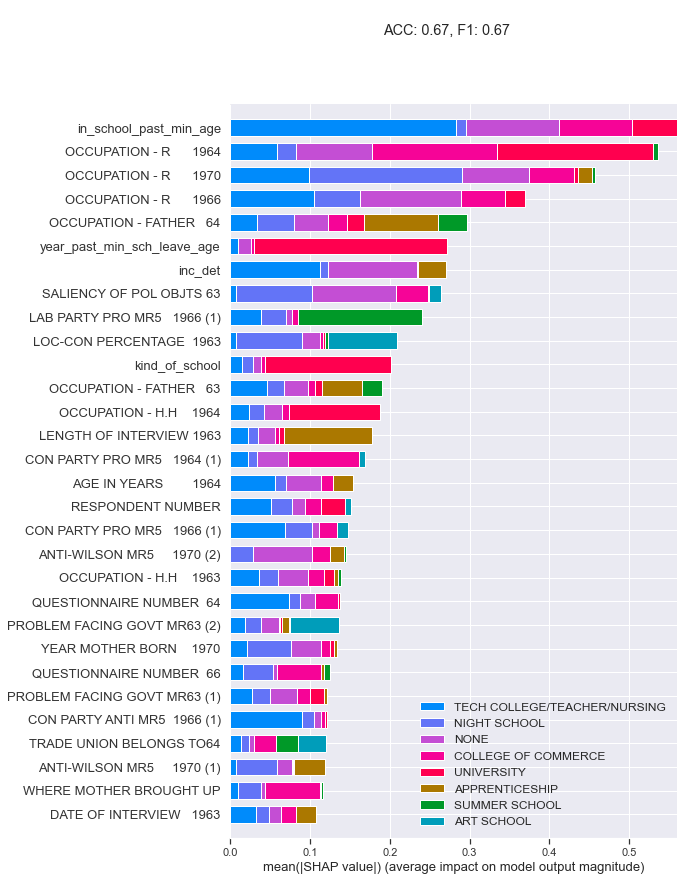 ACC: 0.67, F1: 0.67
in_school_past_min_age
OCCUPATION - R 1964
OCCUPATION - R 1970
OCCUPATION - R 1966
OCCUPATION - FATHER 64
year_past_min_sch_leave_age
inc_det
SALIENCY OF POL OBJTS 63
LAB PARTY PRO MR5 1966 (1)
LOC-CON PERCENTAGE 1963
kind_of_school
OCCUPATION - FATHER 63
OCCUPATION - H.H 1964
LENGTH OF INTERVIEW 1963
CON PARTY PRO MR5 1964 (1)
AGE IN YEARS 1964
RESPONDENT NUMBER
CON PARTY PRO MR5 1966 (1)
ANTI-WILSON MR5 1970 (2)
OCCUPATION - H.H 1963
QUESTIONNAIRE NUMBER 64
PROBLEM FACING GOVT MR63 (2)
YEAR MOTHER BORN 1970
QUESTIONNAIRE NUMBER 66
PROBLEM FACING GOVT MR63 (1)
CON PARTY ANTI MR5 1966 (1)
TRADE UNION BELONGS TO64
ANTI-WILSON MR5 1970 (1)
WHERE MOTHER BROUGHT UP
DATE OF INTERVIEW 1963
TECH COLLEGE/TEACHER/NURSING
NIGHT SCHOOL
NONE
COLLEGE OF COMMERCE
UNIVERSITY
APPRENTICESHIP
SUMMER SCHOOL
ART SCHOOL
0.0 0.1 0.2 0.3 0.4 0.5
mean(|SHAP value|) (average impact on model output magnitude)